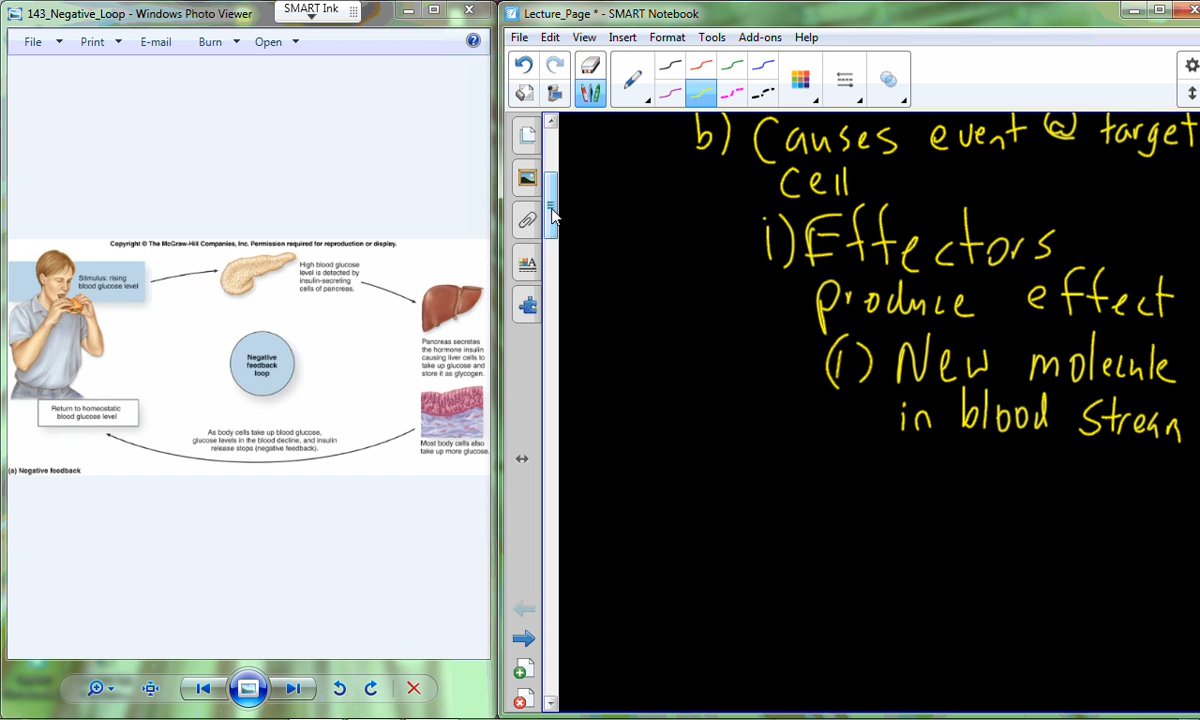 143_Negative_Loop - Windows Photo Viewer
SMART Ink
File Print E-mail Burn Open
Copyright © The McGraw-Hill Companies, Inc. Permission required for reproduction or display.
Stimulus: rising
blood glucose level
High blood glucose
level is detected by
insulin-secreting
cells of pancreas.
Pancreas secretes
the hormone insulin
causing liver cells to
take up glucose and
store it as glycogen.
Negative
feedback
loop
Return to homeostatic
blood glucose level
As body cells take up blood glucose,
glucose levels in the blood decline, and insulin
release stops (negative feedback).
Most body cells also
take up more glucose.
(a) Negative feedback
Lecture_Page * - SMART Notebook
File Edit View Insert Format Tools Add-ons Help
b) Causes event @ target
cell
i) Effectors
produce effect
(1) New molecule
in blood stream